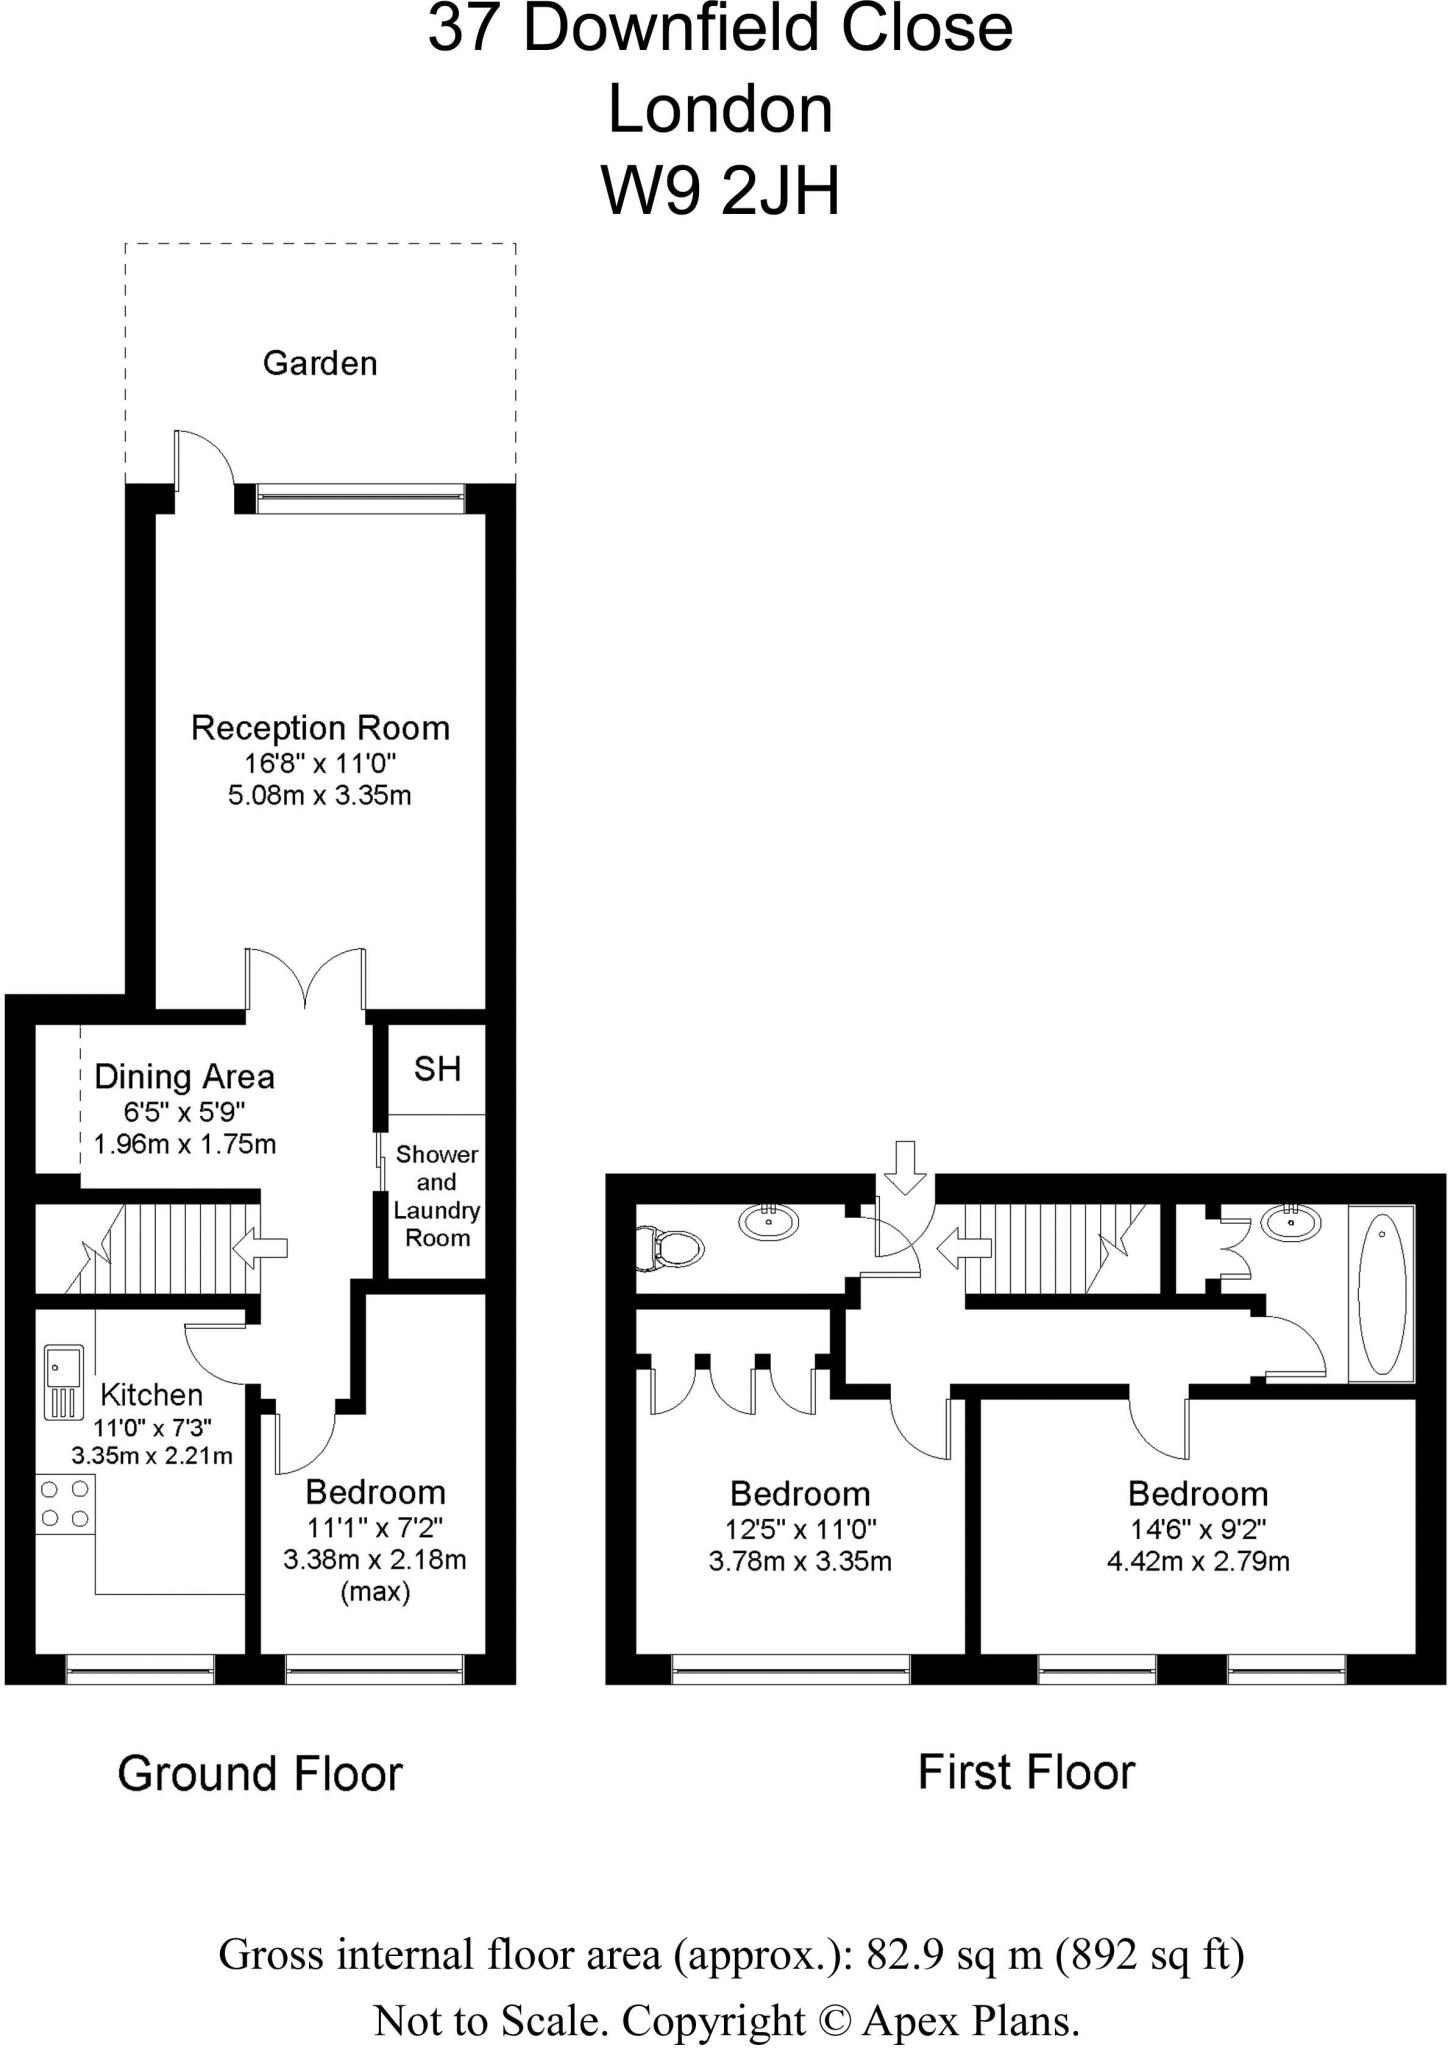 37 Downfield Close
London
W9 2JH
Garden
Reception Room
16'8" x 11'0"
5.08m x 3.35m
Dining Area
6'5" x 5'9"
1.96m x 1.75m
SH
Shower
and
Laundry
Room
Kitchen
11'0" x 7'3"
3.35m x 2.21m
Bedroom
11'1" x 7'2"
3.38m x 2.18m
(max)
Bedroom
12'5" x 11'0"
3.78m x 3.35m
Bedroom
14'6" x 9'2"
4.42m x 2.79m
Ground Floor
First Floor
Gross internal floor area (approx.): 82.9 sq m (892 sq ft)
Not to Scale. Copyright © Apex Plans.